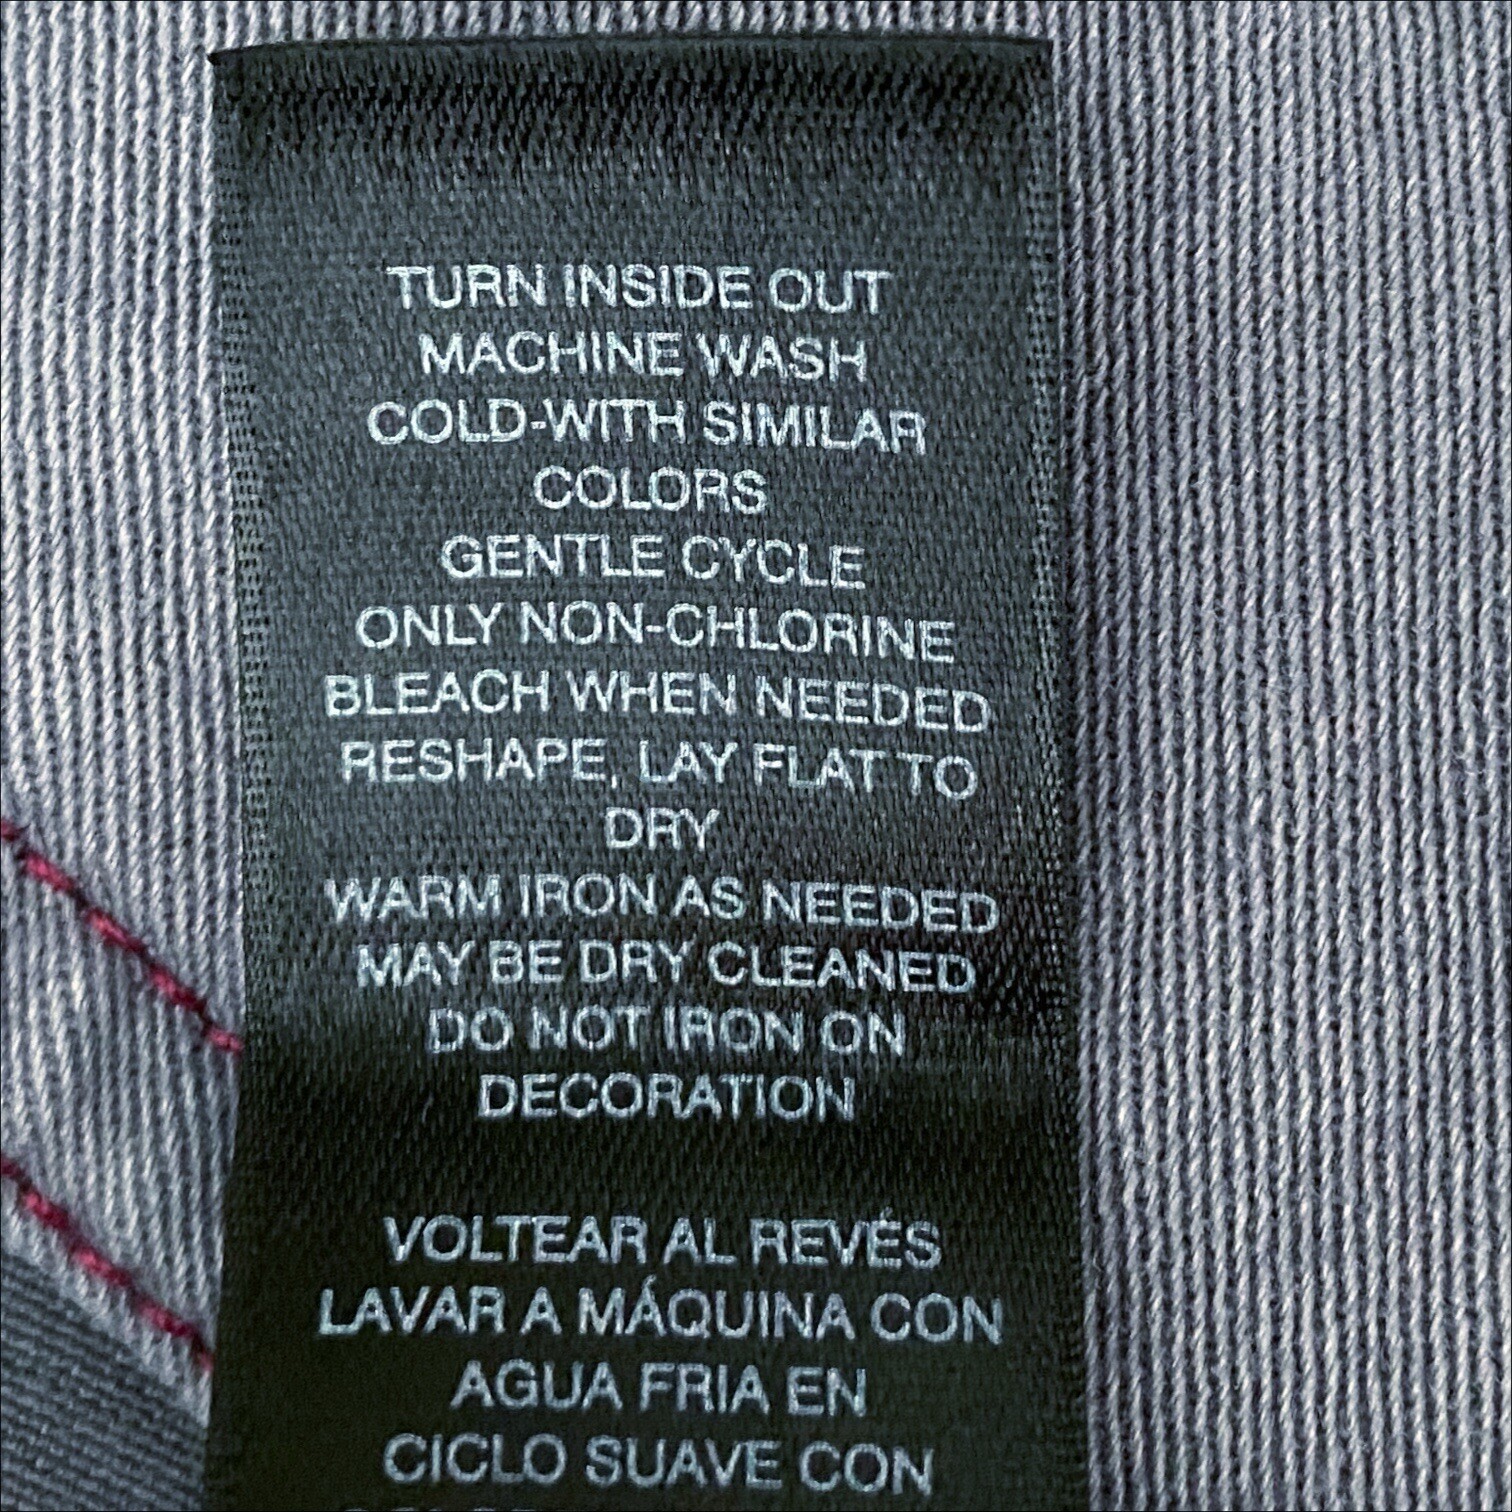 TURN INSIDE OUT
MACHINE WASH
COLD-WITH SIMILAR
COLORS
GENTLE CYCLE
ONLY NON-CHLORINE
BLEACH WHEN NEEDED
RESHAPE, LAY FLAT TO
DRY
WARM IRON AS NEEDED
MAY BE DRY CLEANED
DO NOT IRON ON
DECORATION
VOLTEAR AL REVÉS
LAVAR A MÁQUINA CON
AGUA FRIA EN
CICLO SUAVE CON